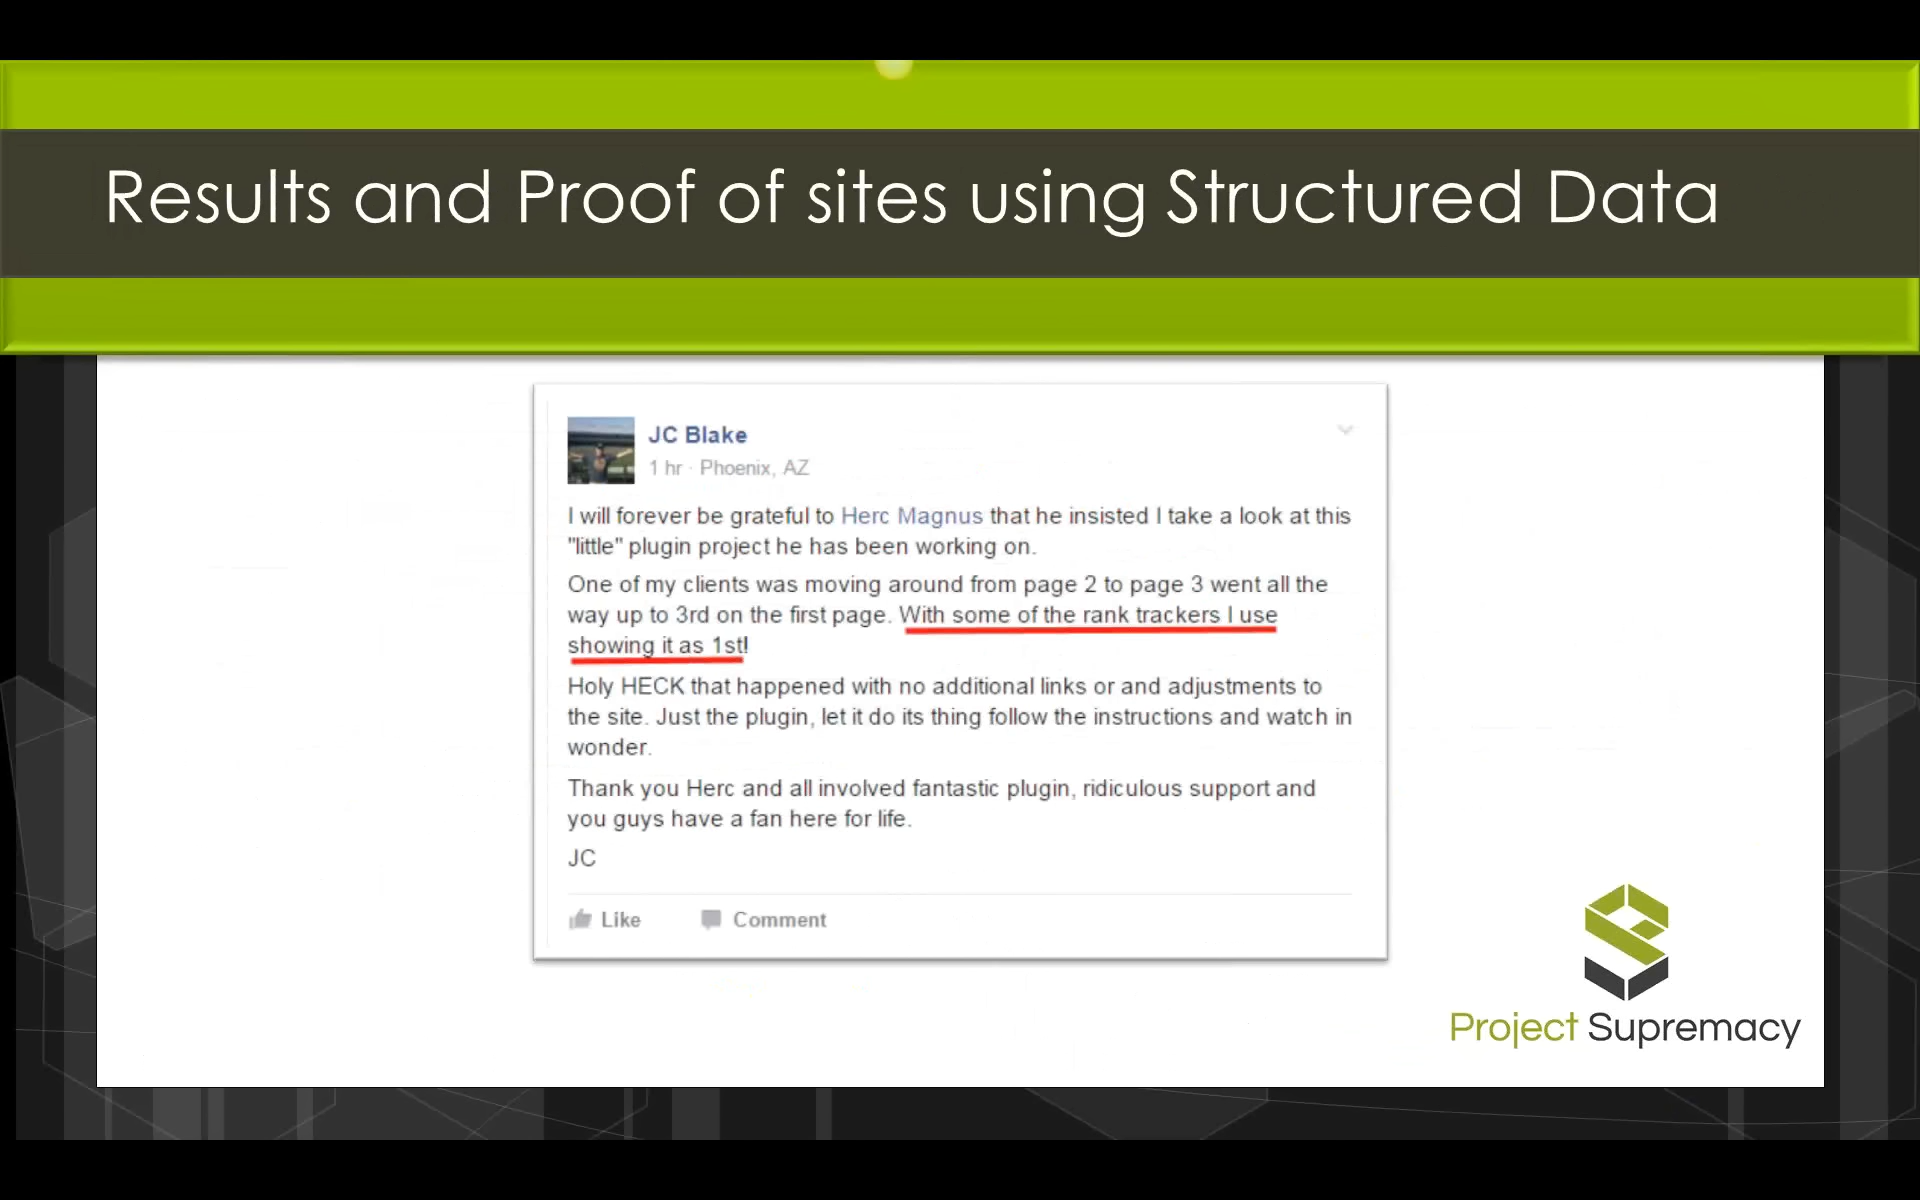 Results and Proof of sites using Structured Data
JC Blake
1 hr · Phoenix, AZ
I will forever be grateful to Herc Magnus that he insisted I take a look at this
"little" plugin project he has been working on.
One of my clients was moving around from page 2 to page 3 went all the
way up to 3rd on the first page. With some of the rank trackers I use
showing it as 1st!
Holy HECK that happened with no additional links or and adjustments to
the site. Just the plugin, let it do its thing follow the instructions and watch in
wonder.
Thank you Herc and all involved fantastic plugin, ridiculous support and
you guys have a fan here for life.
JC
Like Comment
Project Supremacy